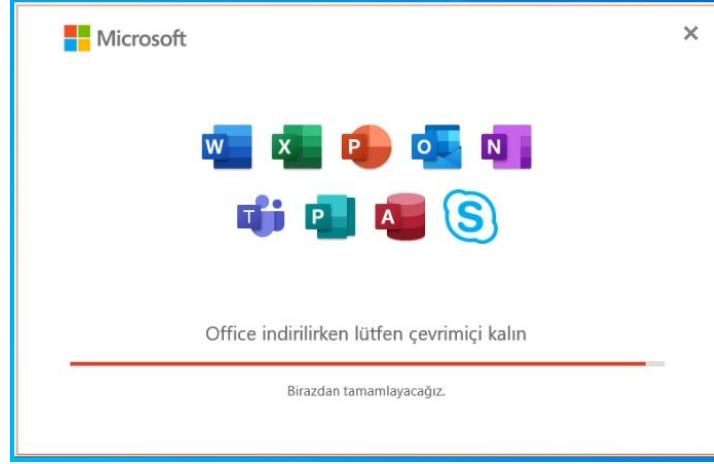 Microsoft
W X P O N
T P A S
Office indirilirken lütfen çevrimiçi kalın
Birazdan tamamlayacağız.